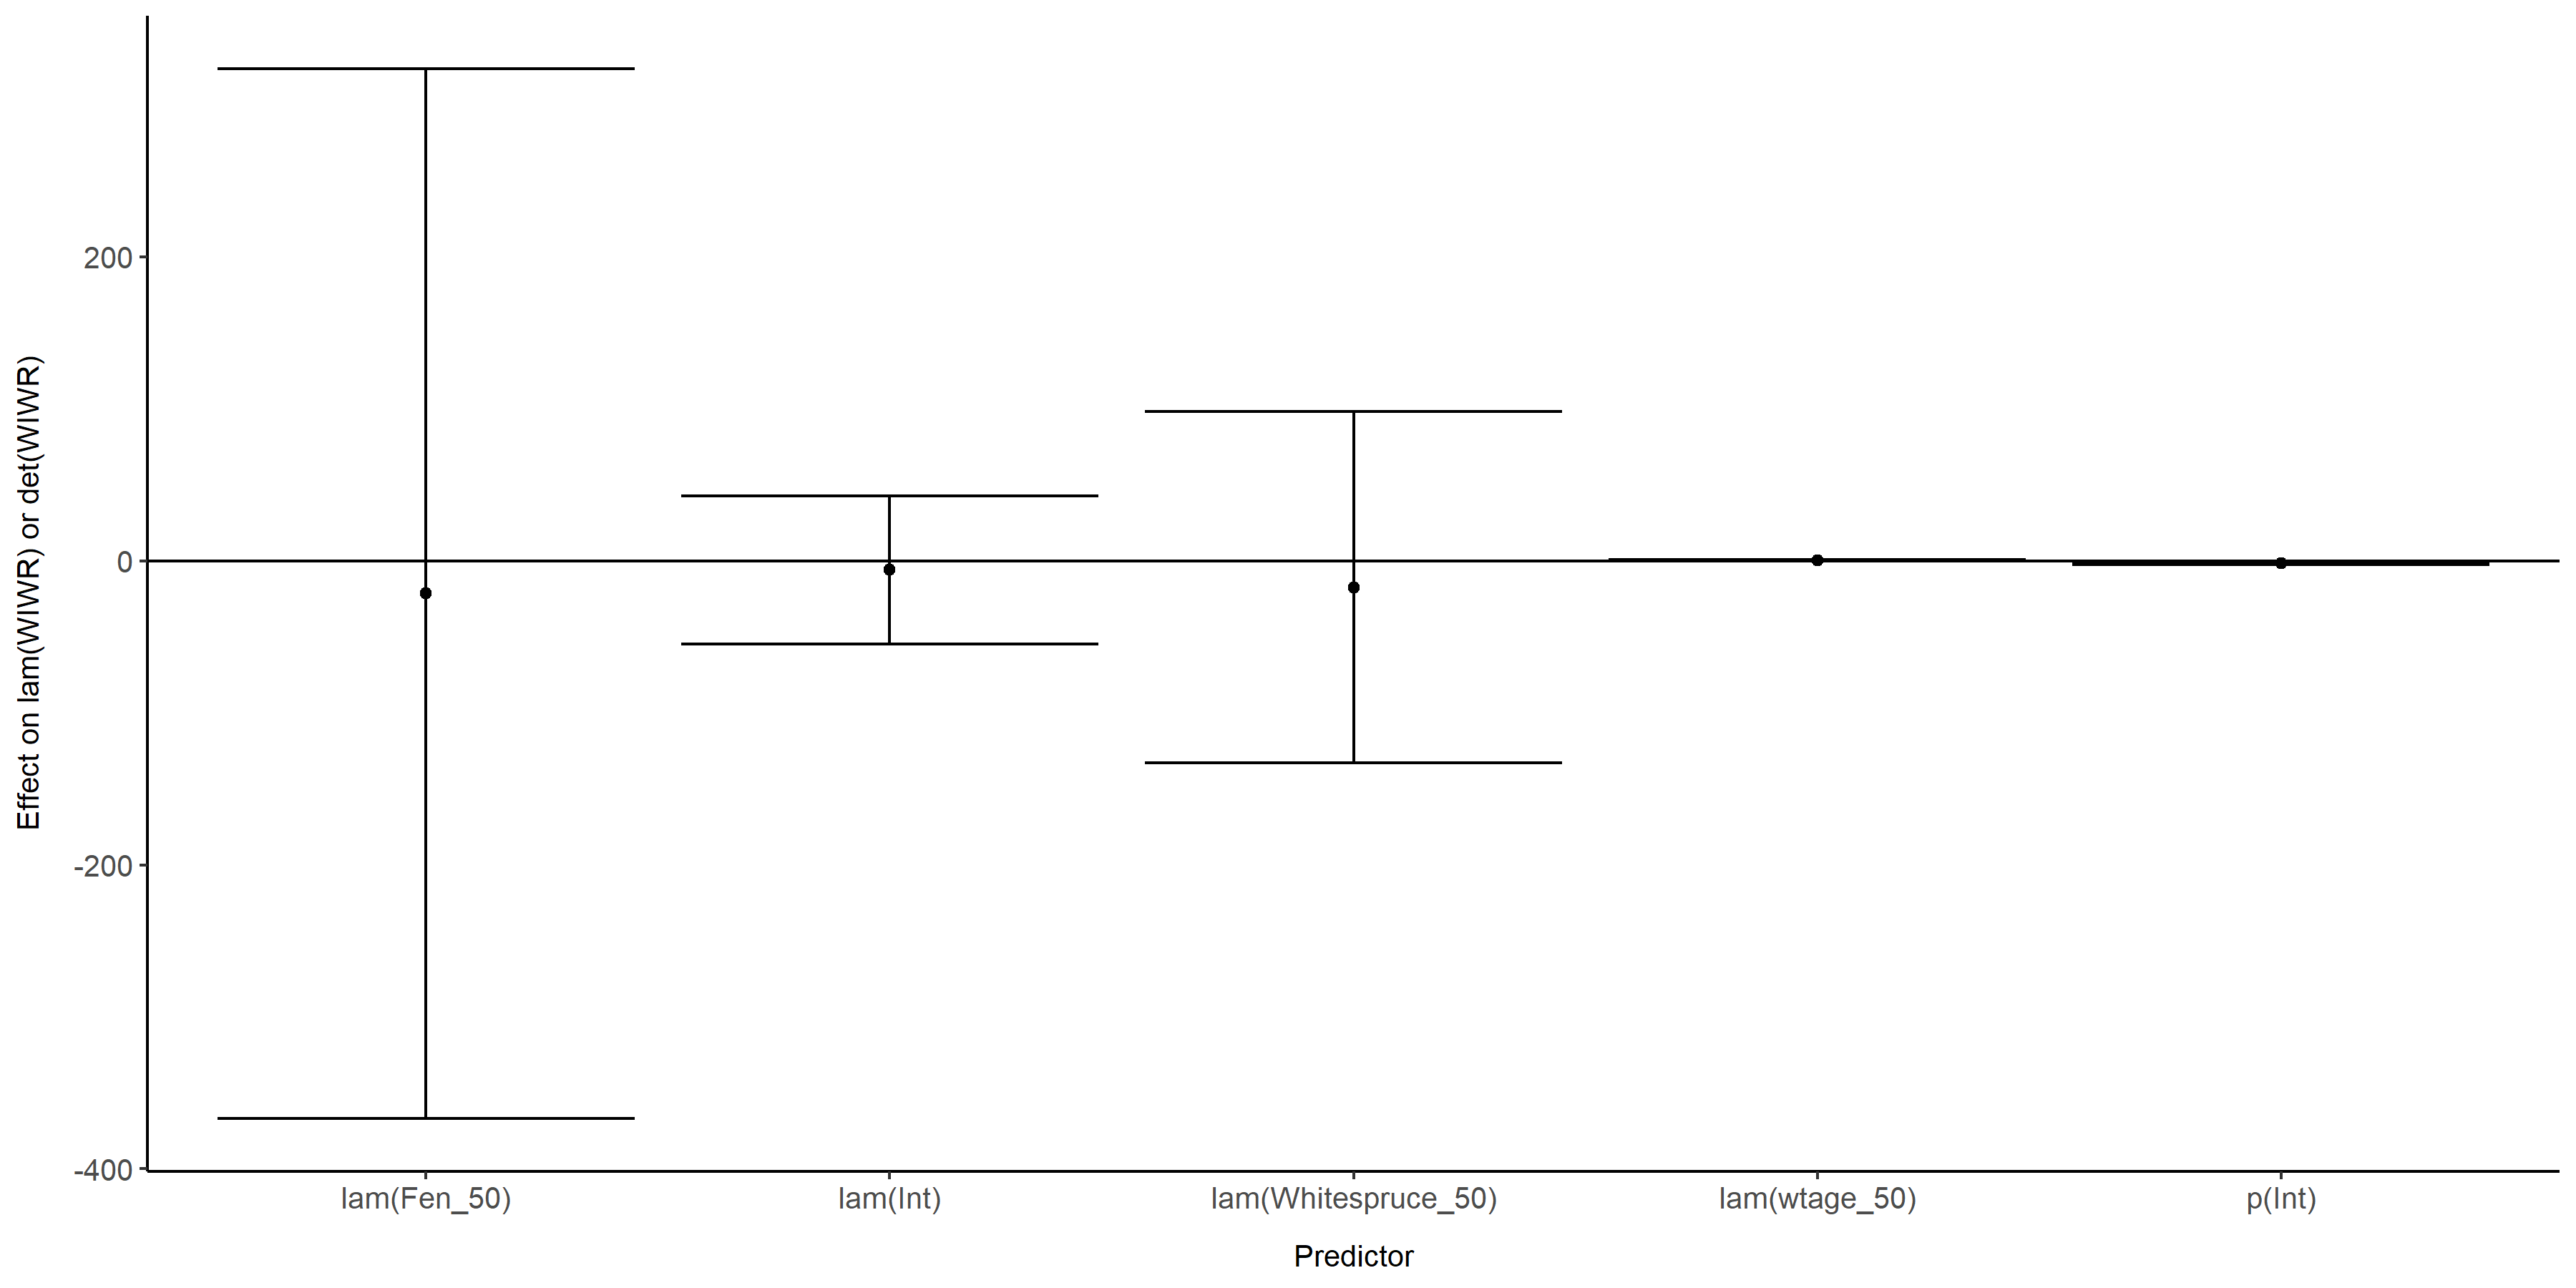 Effect on lam(WIWR) or det(WIWR)
200
0
-200
-400
lam(Fen_50)
lam(Int)
lam(Whitespruce_50)
lam(wtage_50)
p(Int)
Predictor